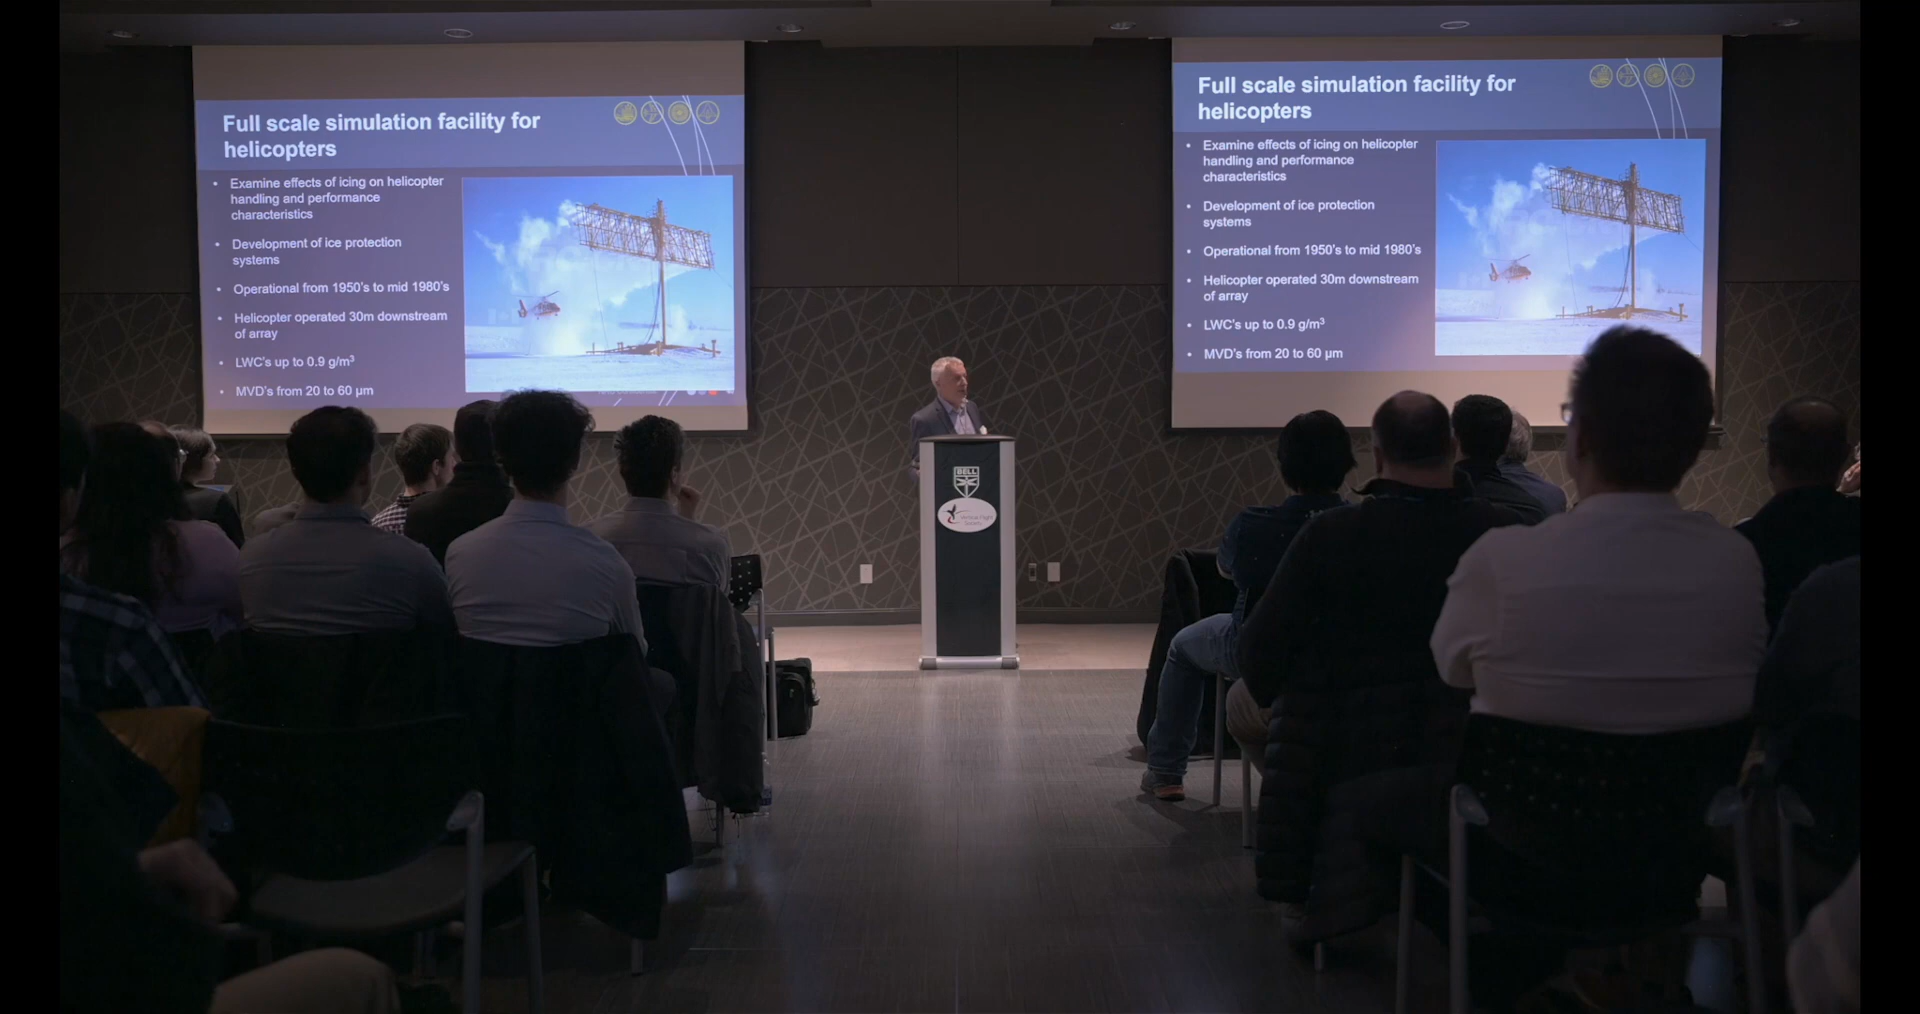 Full scale simulation facility for
helicopters
• Examine effects of icing on helicopter
handling and performance
characteristics
• Development of ice protection
systems
• Operational from 1950's to mid 1980's
• Helicopter operated 30m downstream
of array
• LWC's up to 0.9 g/m³
• MVD's from 20 to 60 µm
Full scale simulation facility for
helicopters
• Examine effects of icing on helicopter
handling and performance
characteristics
• Development of ice protection
systems
• Operational from 1950's to mid 1980's
• Helicopter operated 30m downstream
of array
• LWC's up to 0.9 g/m³
• MVD's from 20 to 60 µm
BELL
Vertical Flight
Society